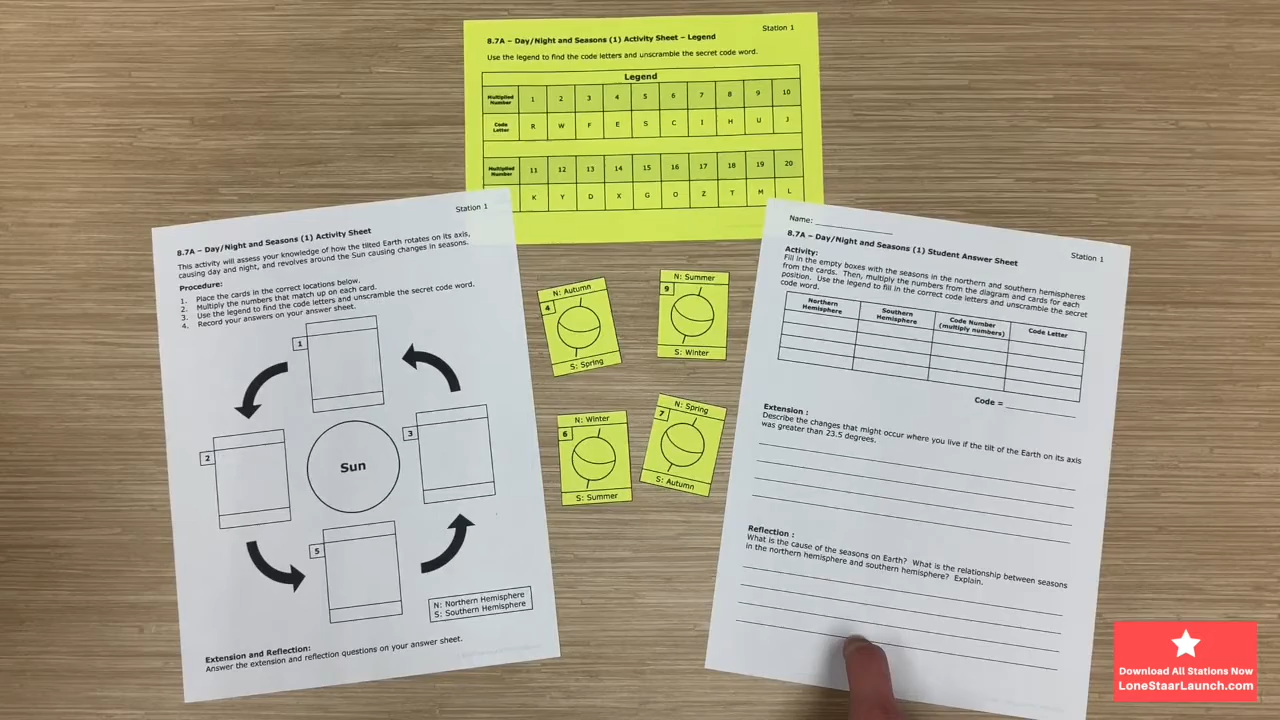 Station 1
8.7A – Day/Night and Seasons (1) Activity Sheet – Legend
Use the legend to find the code letters and unscramble the secret code word.
Legend
Multiplied Number 1 2 3 4 5 6 7 8 9 10
Code Letter R W F E S C I H U J
Multiplied Number 11 12 13 14 15 16 17 18 19 20
K Y D X G O Z T M L
Station 1
8.7A – Day/Night and Seasons (1) Activity Sheet
This activity will assess your knowledge of how the tilted Earth rotates on its axis,
causing day and night, and revolves around the Sun causing changes in seasons.
Procedure:
1. Place the cards in the correct locations below.
2. Multiply the numbers that match up on each card.
3. Use the legend to find the code letters and unscramble the secret code word.
4. Record your answers on your answer sheet.
1
2
3
Sun
5
N: Northern Hemisphere
S: Southern Hemisphere
Extension and Reflection:
Answer the extension and reflection questions on your answer sheet.
N: Autumn
4
S: Spring
N: Summer
9
S: Winter
N: Winter
6
S: Summer
N: Spring
7
S: Autumn
Name:
Station 1
8.7A – Day/Night and Seasons (1) Student Answer Sheet
Activity:
Fill in the empty boxes with the seasons in the northern and southern hemispheres
from the cards. Then, multiply the numbers from the diagram and cards for each
position. Use the legend to fill in the correct code letters and unscramble the secret
code word.
Northern Hemisphere
Southern Hemisphere
Code Number (multiply numbers)
Code Letter
Code =
Extension :
Describe the changes that might occur where you live if the tilt of the Earth on its axis
was greater than 23.5 degrees.
Reflection :
What is the cause of the seasons on Earth? What is the relationship between seasons
in the northern hemisphere and southern hemisphere? Explain.
Download All Stations Now
LoneStaarLaunch.com